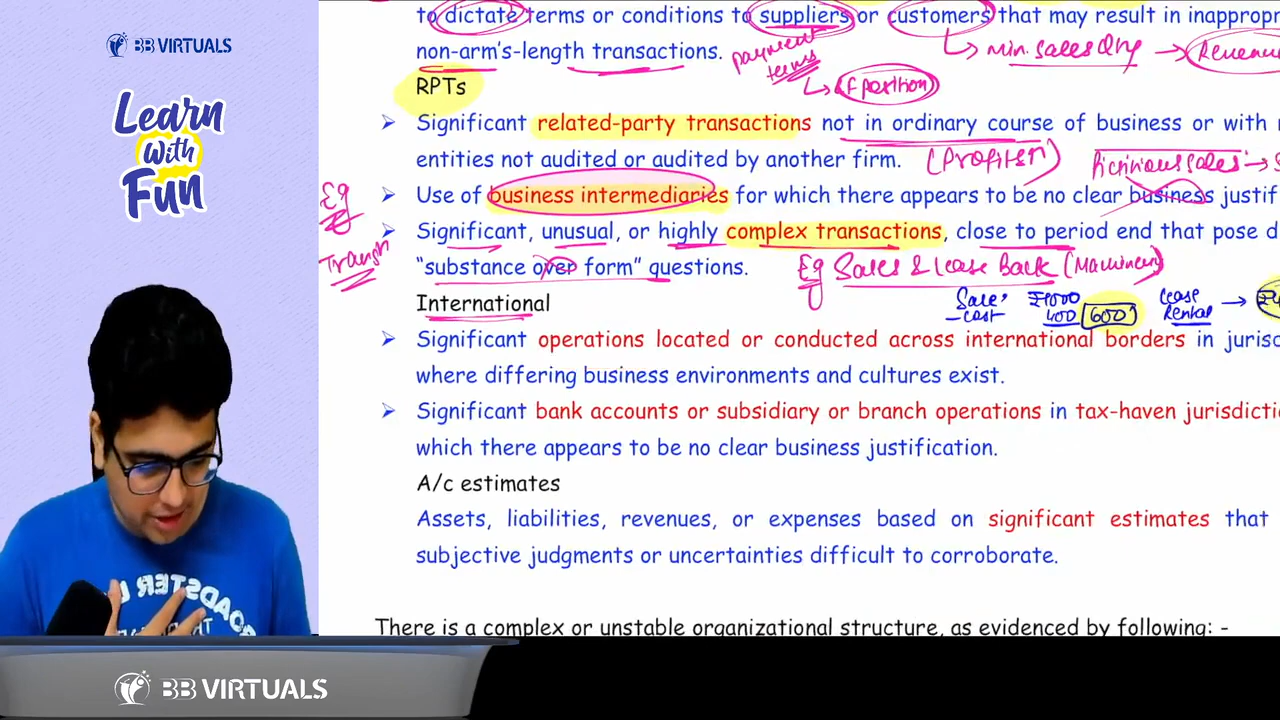 to dictate terms or conditions to suppliers or customers that may result in inapprop
BB VIRTUALS
non-arm's-length transactions.
payment terms
Min. Sales Qty → Revenue
RPTs
(F position)
Learn
With
Fun
Significant related-party transactions not in ordinary course of business or with
entities not audited or audited by another firm.
Fictitious sales →
Eg
Use of business intermediaries for which there appears to be no clear business justif
Significant, unusual, or highly complex transactions, close to period end that pose d
Transn
"substance over form" questions.
Eg Sales & Lease Back (Machinery)
International
Sale: ₹1000
Lease Rental →
-cost 400 600
Significant operations located or conducted across international borders in jurisd
where differing business environments and cultures exist.
Significant bank accounts or subsidiary or branch operations in tax-haven jurisdictio
which there appears to be no clear business justification.
A/c estimates
Assets, liabilities, revenues, or expenses based on significant estimates that
subjective judgments or uncertainties difficult to corroborate.
There is a complex or unstable organizational structure, as evidenced by following: -
BB VIRTUALS